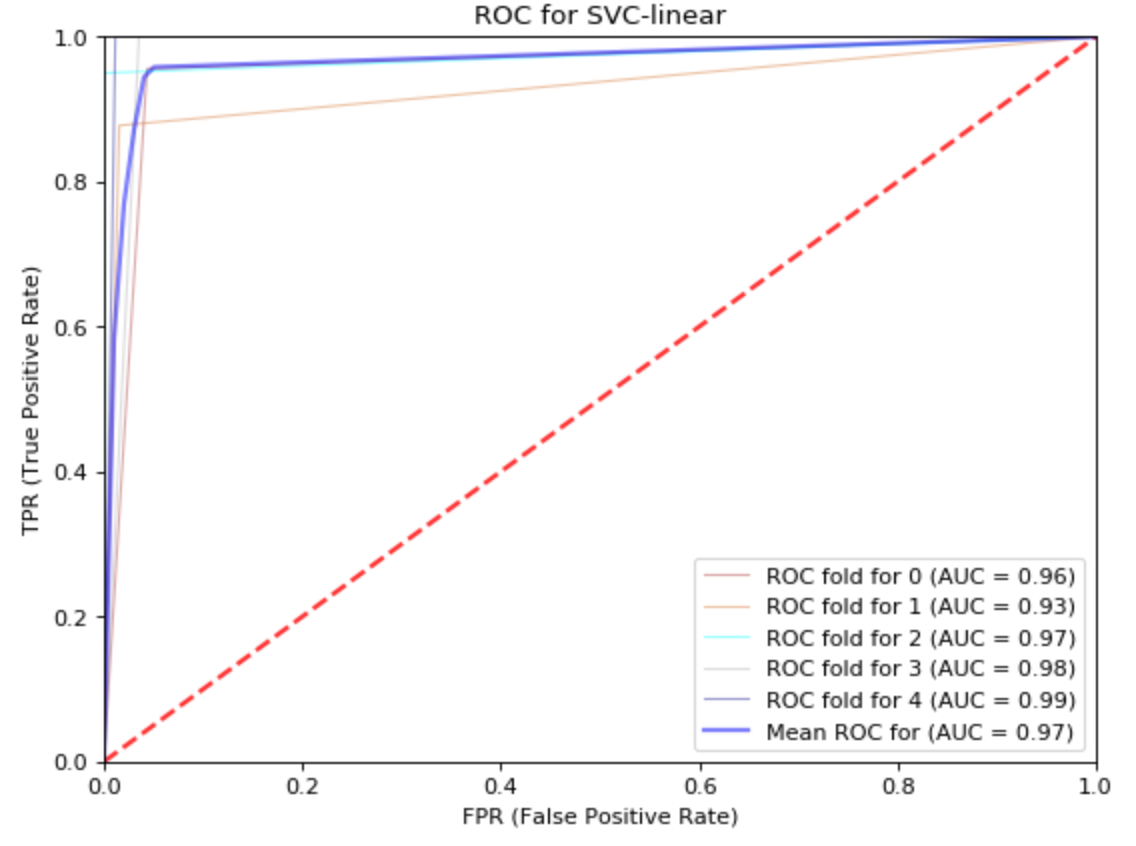 ROC for SVC-linear
1.0
0.8
0.6
0.4
0.2
0.0
TPR (True Positive Rate)
ROC fold for 0 (AUC = 0.96)
ROC fold for 1 (AUC = 0.93)
ROC fold for 2 (AUC = 0.97)
ROC fold for 3 (AUC = 0.98)
ROC fold for 4 (AUC = 0.99)
Mean ROC for (AUC = 0.97)
0.0 0.2 0.4 0.6 0.8 1.0
FPR (False Positive Rate)